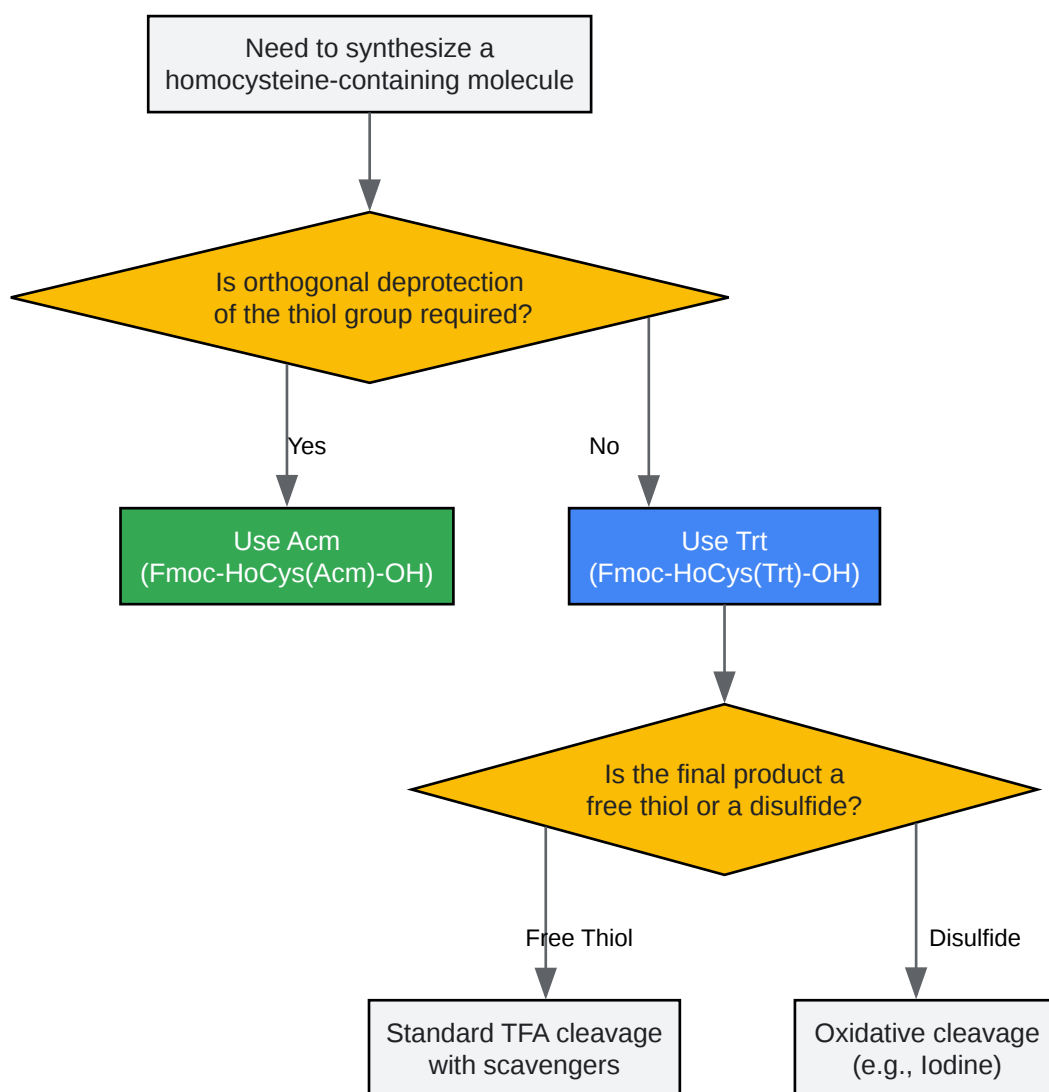 Need to synthesize a
homocysteine-containing molecule
Is orthogonal deprotection
of the thiol group required?
Yes
No
Use Acm
(Fmoc-HoCys(Acm)-OH)
Use Trt
(Fmoc-HoCys(Trt)-OH)
Is the final product a
free thiol or a disulfide?
Free Thiol
Disulfide
Standard TFA cleavage
with scavengers
Oxidative cleavage
(e.g., Iodine)